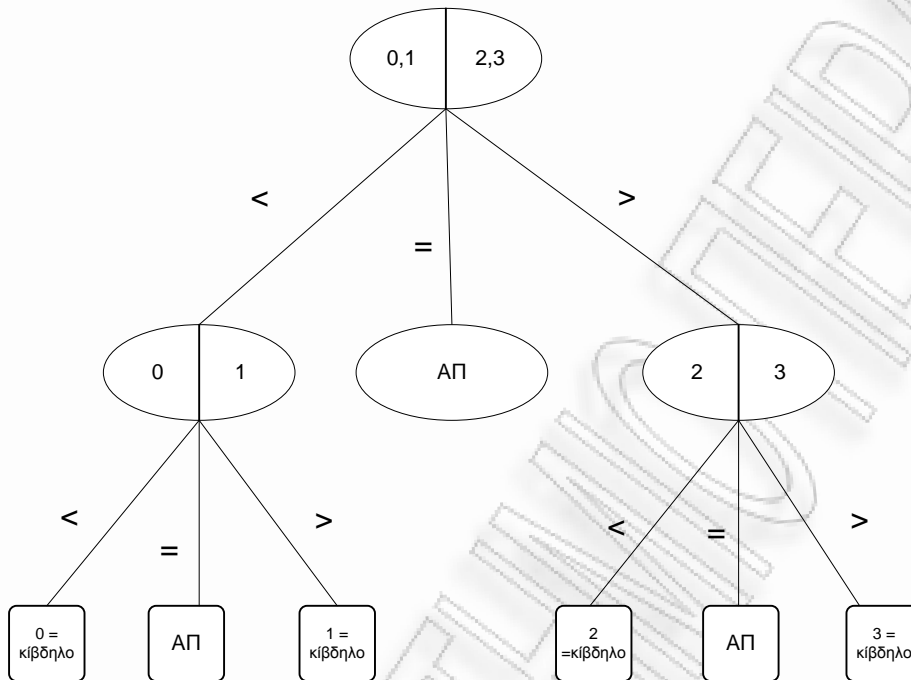 0,1 2,3
<
=
>
0 1
ΑΠ
2 3
<
=
>
<
=
>
0 =
κίβδηλο
ΑΠ
1 =
κίβδηλο
2
=κίβδηλο
ΑΠ
3 =
κίβδηλο